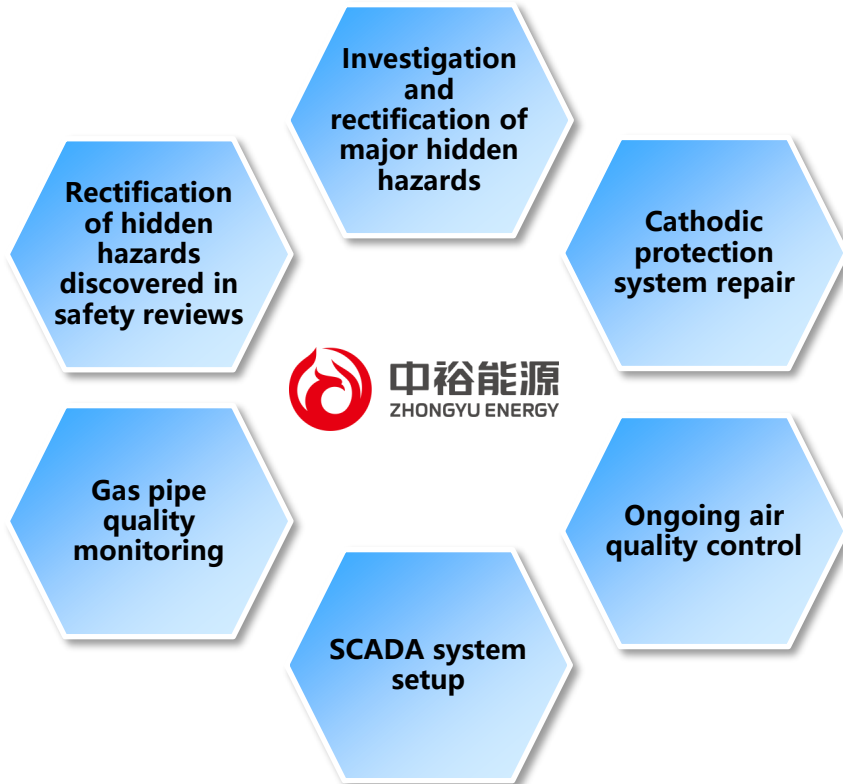 Investigation
and
rectification of
major hidden
hazards
Rectification
of hidden
hazards
discovered in
safety reviews
Cathodic
protection
system repair
中裕能源
ZHONGYU ENERGY
Gas pipe
quality
monitoring
Ongoing air
quality control
SCADA system
setup